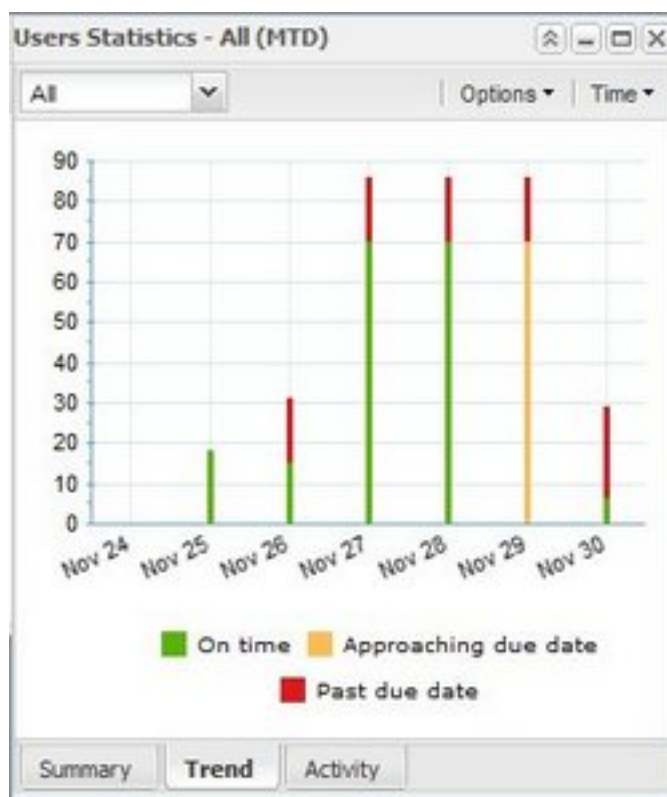 Users Statistics - All (MTD)
All Options Time
90
80
70
60
50
40
30
20
10
0
Nov 24 Nov 25 Nov 26 Nov 27 Nov 28 Nov 29 Nov 30
On time Approaching due date
Past due date
Summary Trend Activity